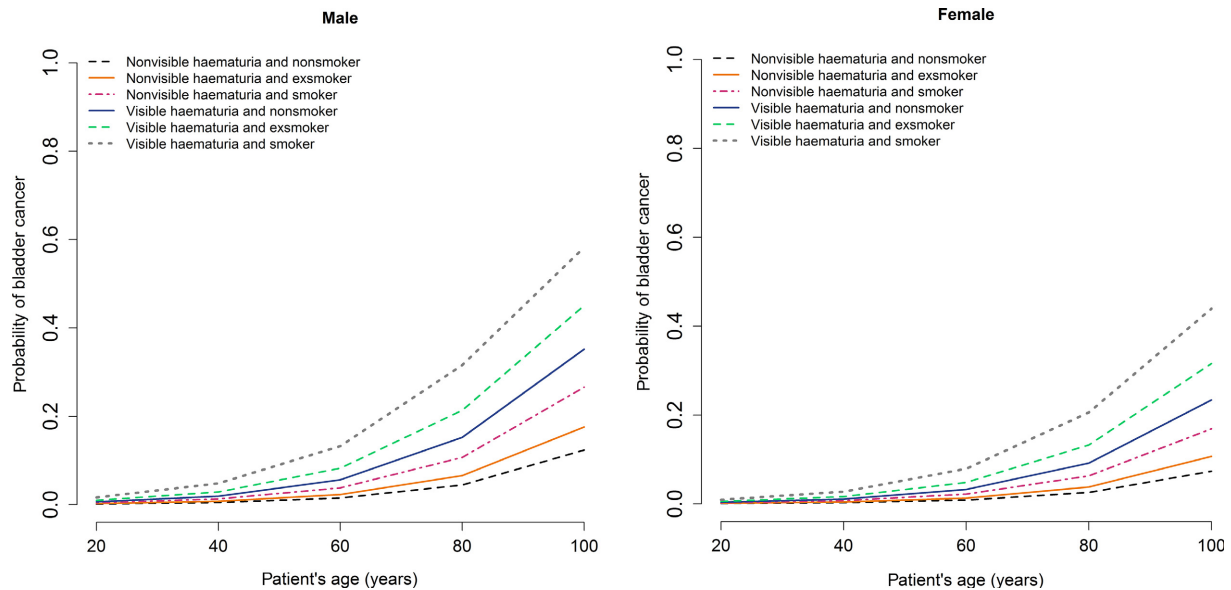 Male
1.0
0.8
0.6
0.4
0.2
0.0
Probability of bladder cancer
Nonvisible haematuria and nonsmoker
Nonvisible haematuria and exsmoker
Nonvisible haematuria and smoker
Visible haematuria and nonsmoker
Visible haematuria and exsmoker
Visible haematuria and smoker
20 40 60 80 100
Patient's age (years)
Female
1.0
0.8
0.6
0.4
0.2
0.0
Probability of bladder cancer
Nonvisible haematuria and nonsmoker
Nonvisible haematuria and exsmoker
Nonvisible haematuria and smoker
Visible haematuria and nonsmoker
Visible haematuria and exsmoker
Visible haematuria and smoker
20 40 60 80 100
Patient's age (years)